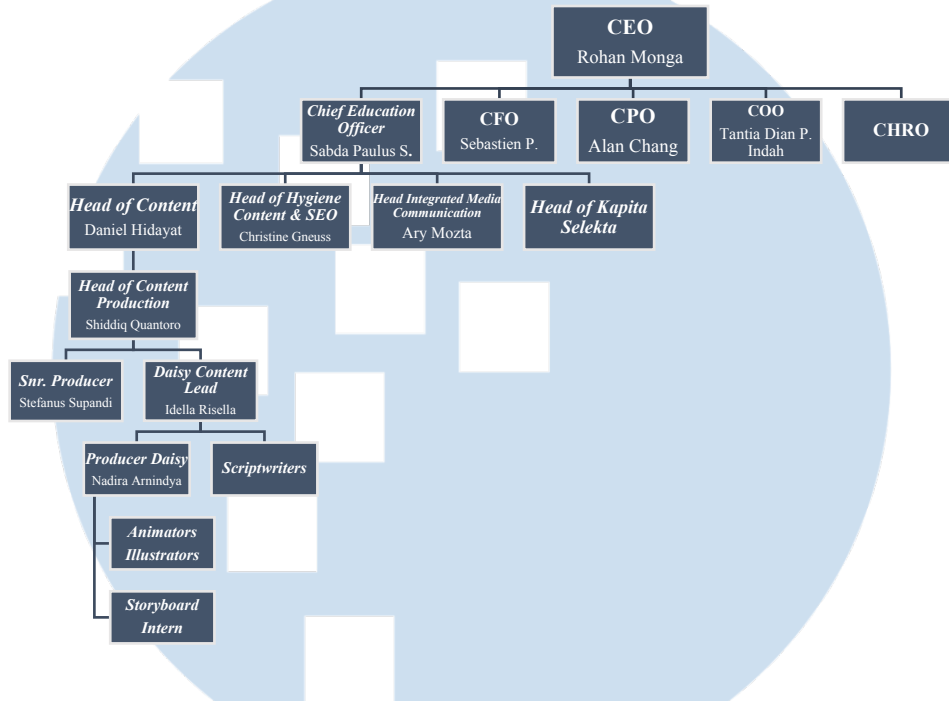 CEO
Rohan Monga
Chief Education
Officer
Sabda Paulus S.
CFO
Sebastien P.
CPO
Alan Chang
COO
Tantia Dian P.
Indah
CHRO
Head of Content
Daniel Hidayat
Head of Hygiene
Content & SEO
Christine Gneuss
Head Integrated Media
Communication
Ary Mozta
Head of Kapita
Selekta
Head of Content
Production
Shiddiq Quantoro
Snr. Producer
Stefanus Supandi
Daisy Content
Lead
Idella Risella
Producer Daisy
Nadira Arnindya
Scriptwriters
Animators
Illustrators
Storyboard
Intern